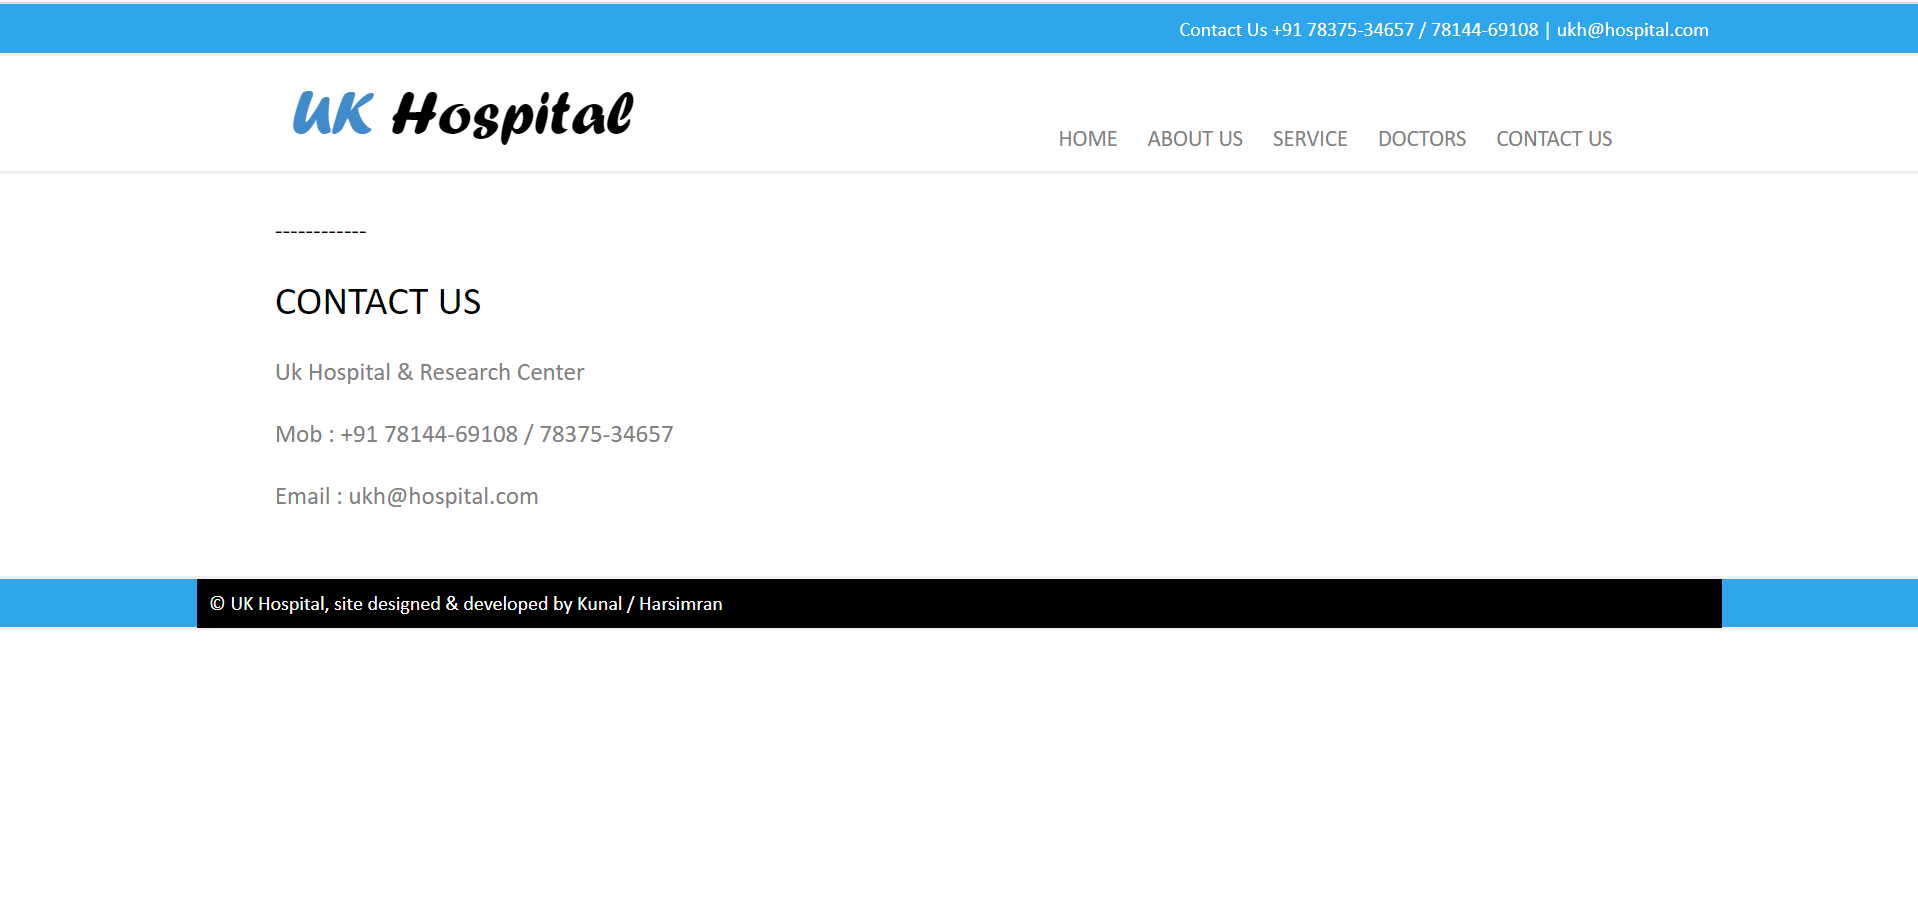 Contact Us +91 78375-34657 / 78144-69108 | ukh@hospital.com
UK Hospital
HOME ABOUT US SERVICE DOCTORS CONTACT US
------------
CONTACT US
Uk Hospital & Research Center
Mob : +91 78144-69108 / 78375-34657
Email : ukh@hospital.com
© UK Hospital, site designed & developed by Kunal / Harsimran